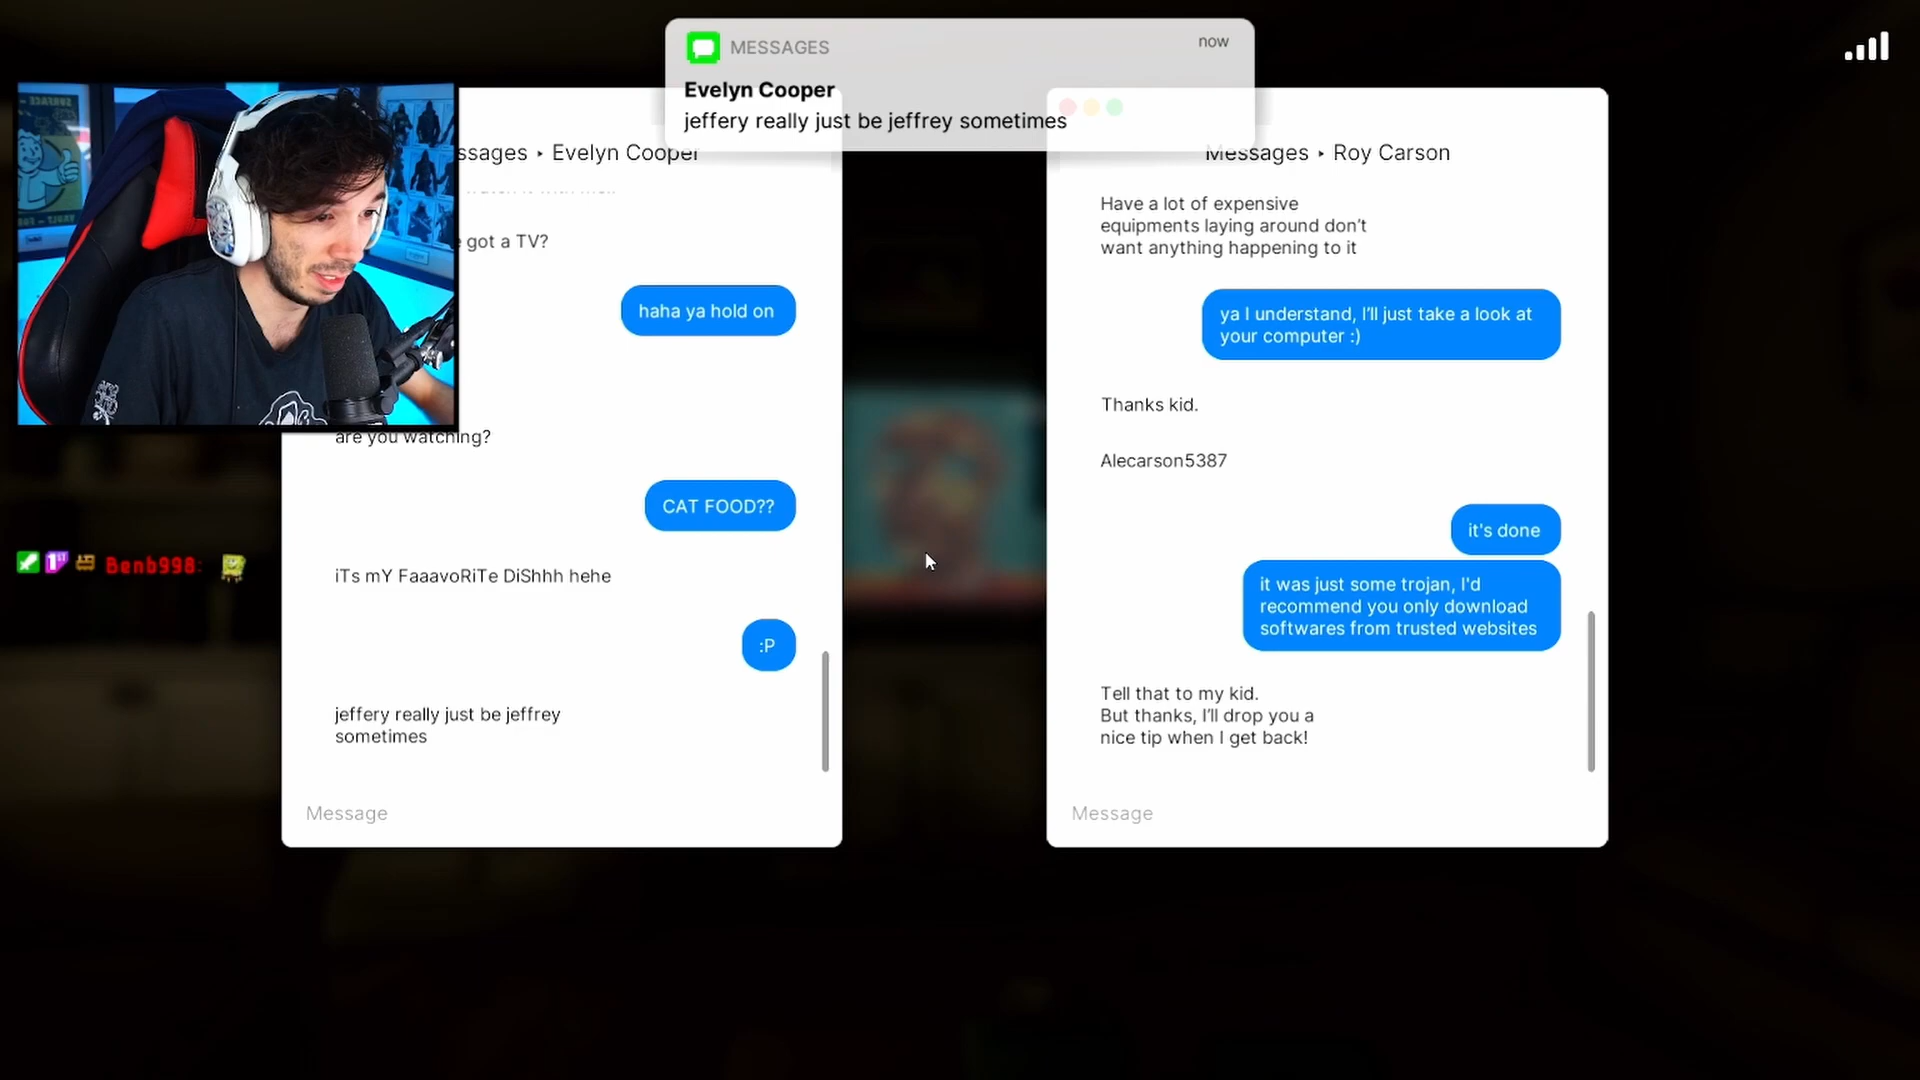 MESSAGES
now
Evelyn Cooper
jeffery really just be jeffrey sometimes
ssages ‣ Evelyn Cooper
got a TV?
haha ya hold on
are you watching?
CAT FOOD??
iTs mY FaaavoRiTe DiShhh hehe
:P
jeffery really just be jeffrey
sometimes
Message
Messages ‣ Roy Carson
Have a lot of expensive
equipments laying around don't
want anything happening to it
ya I understand, I'll just take a look at
your computer :)
Thanks kid.
Alecarson5387
it's done
it was just some trojan, I'd
recommend you only download
softwares from trusted websites
Tell that to my kid.
But thanks, I'll drop you a
nice tip when I get back!
Message
1ST
Benb998: